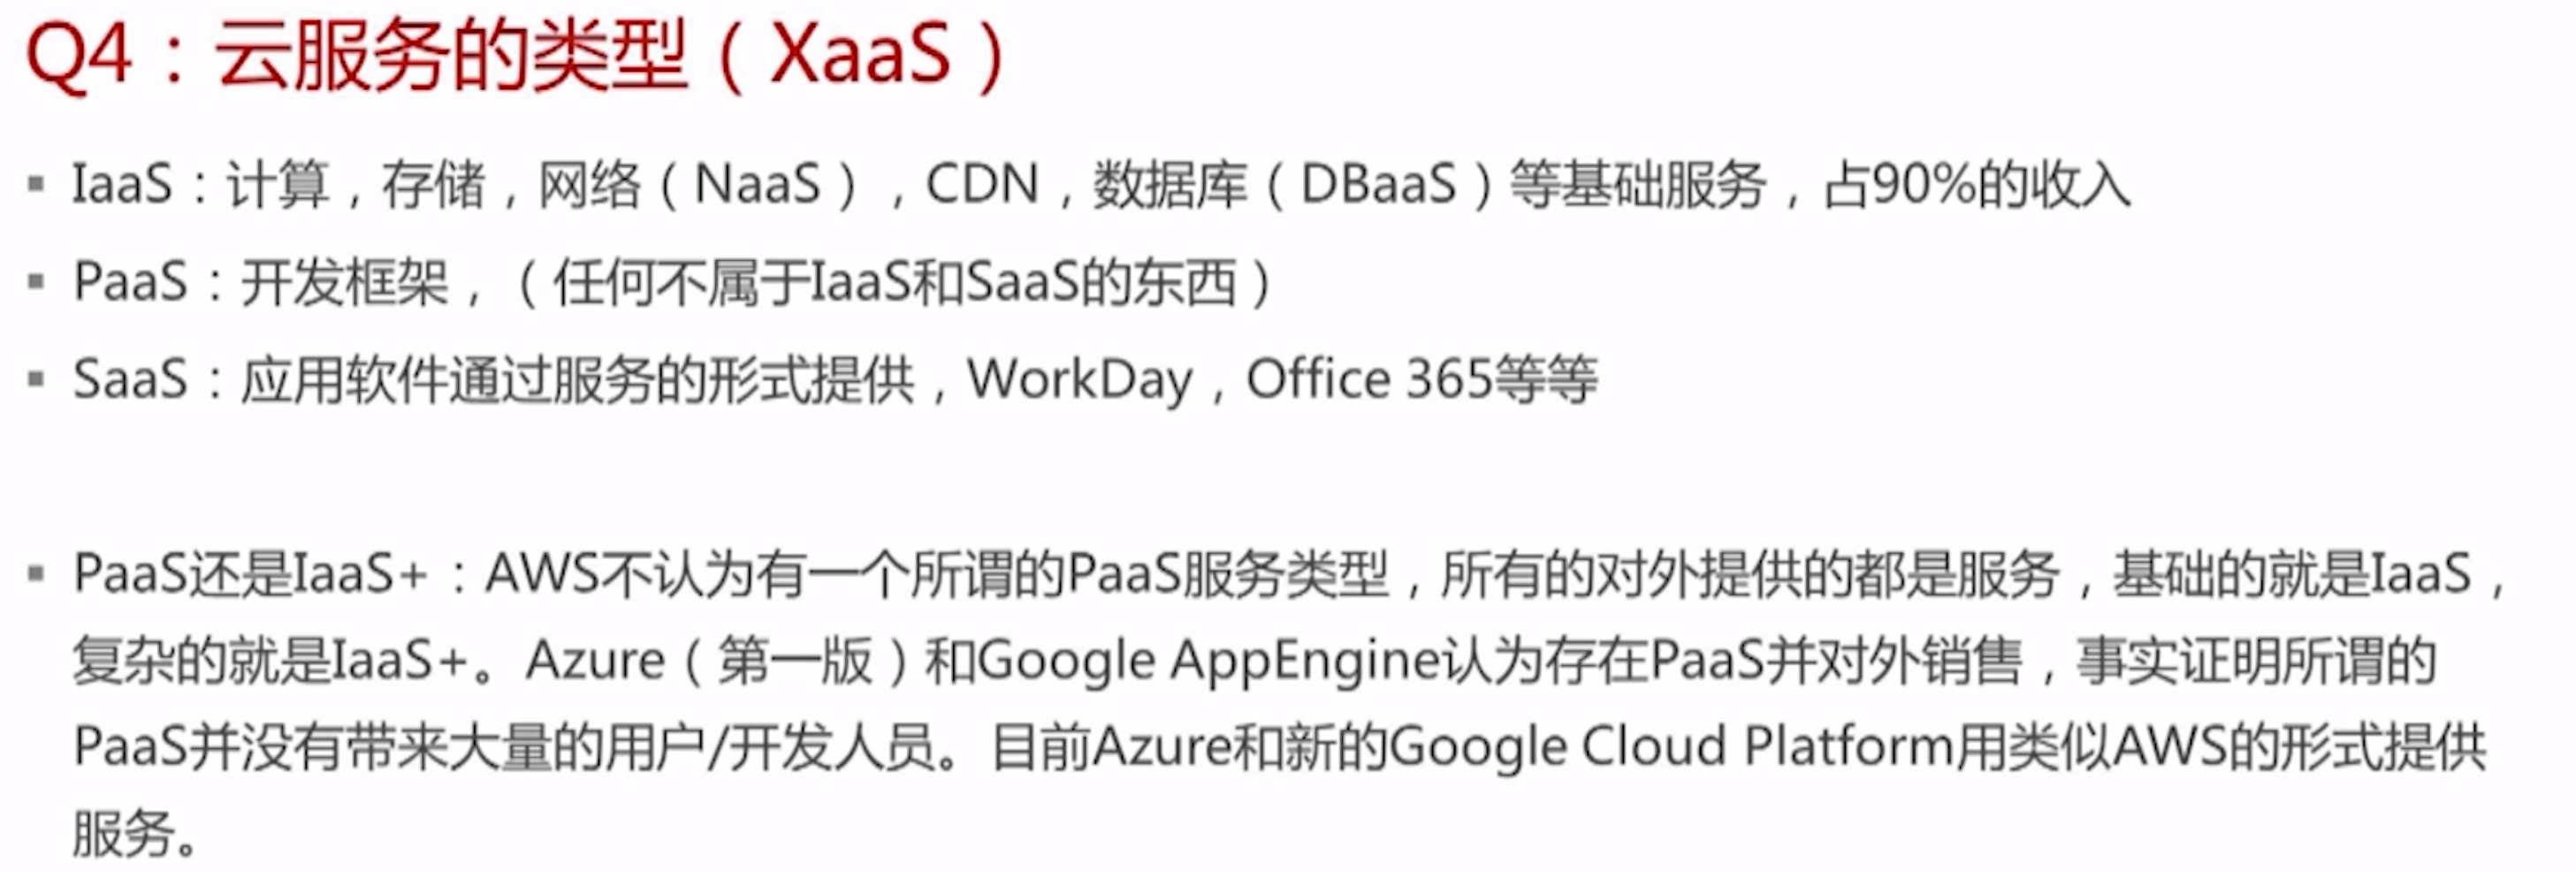 Q4：云服务的类型（XaaS）
▪ IaaS：计算，存储，网络（NaaS），CDN，数据库（DBaaS）等基础服务，占90%的收入
▪ PaaS：开发框架，（任何不属于IaaS和SaaS的东西）
▪ SaaS：应用软件通过服务的形式提供，WorkDay，Office 365等等
▪ PaaS还是IaaS+：AWS不认为有一个所谓的PaaS服务类型，所有的对外提供的都是服务，基础的就是IaaS，
复杂的就是IaaS+。Azure（第一版）和Google AppEngine认为存在PaaS并对外销售，事实证明所谓的
PaaS并没有带来大量的用户/开发人员。目前Azure和新的Google Cloud Platform用类似AWS的形式提供
服务。